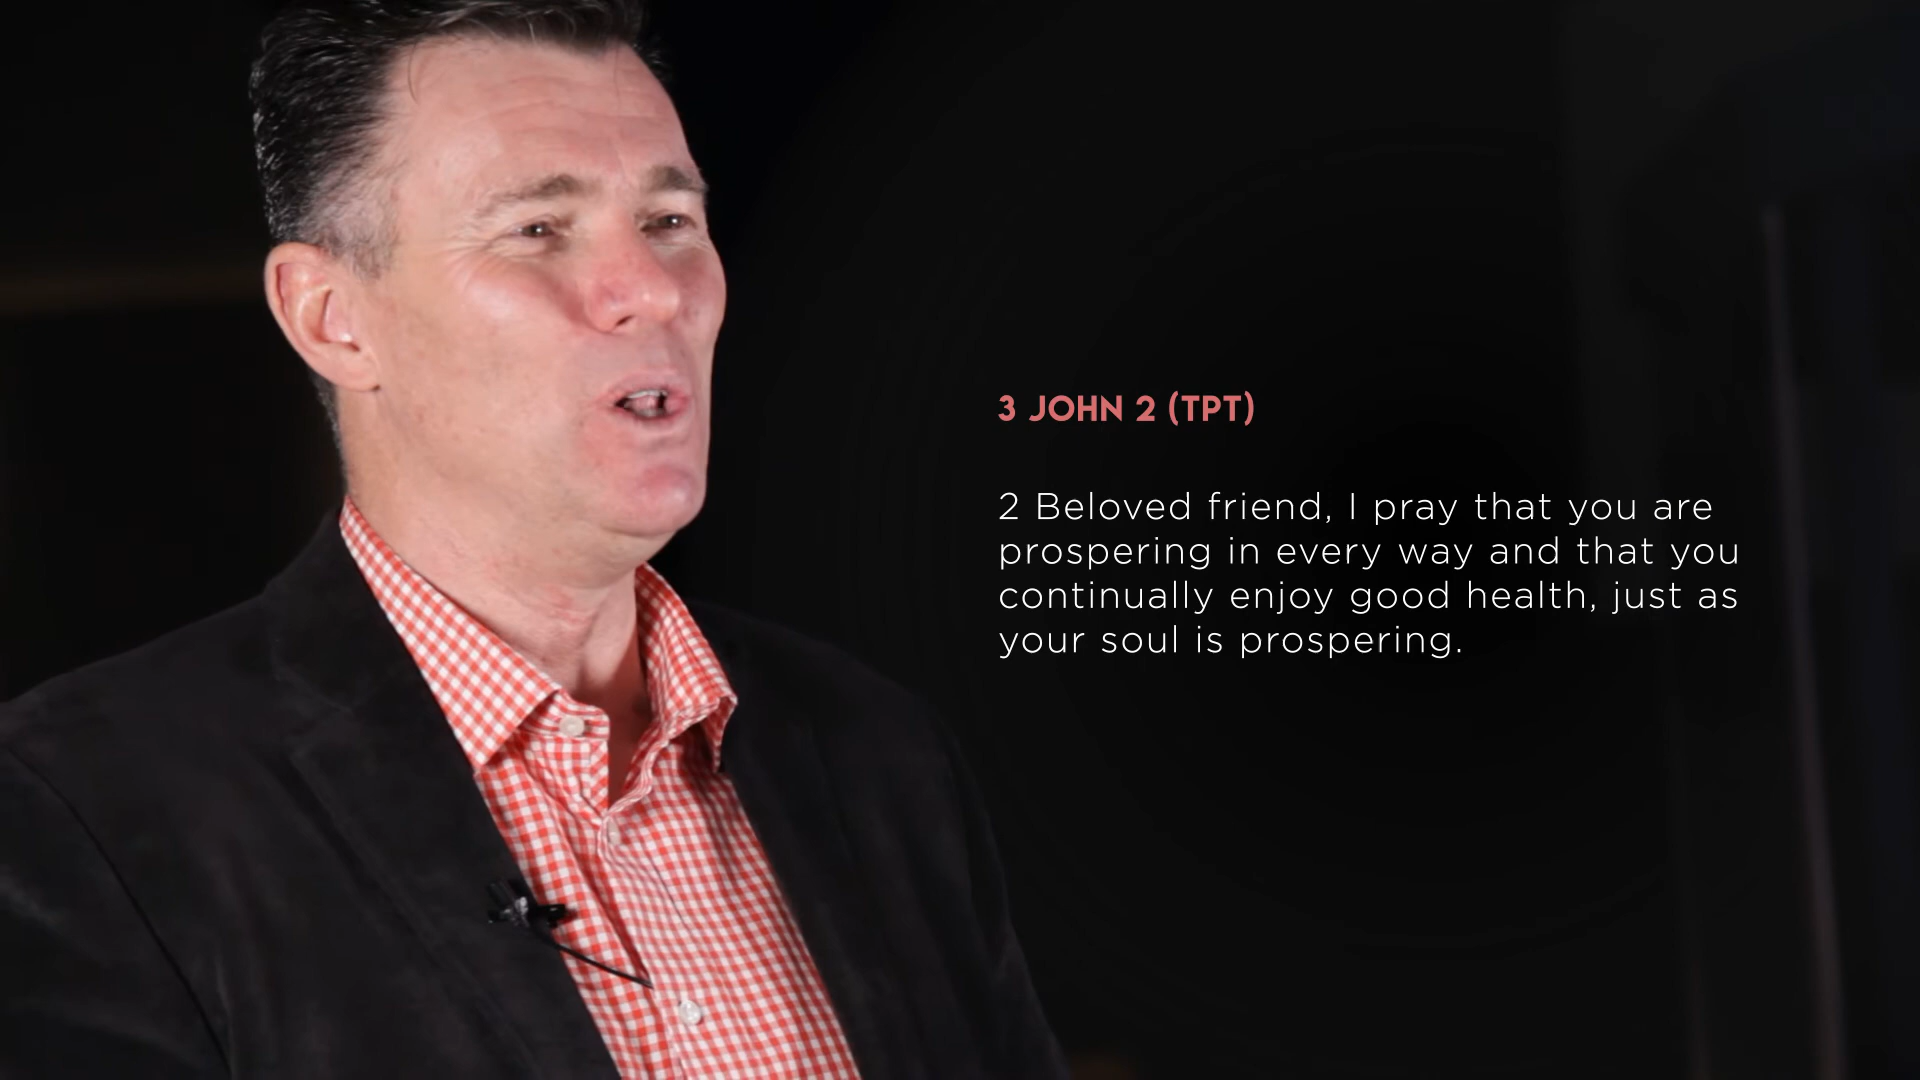 3 JOHN 2 (TPT)
2 Beloved friend, I pray that you are
prospering in every way and that you
continually enjoy good health, just as
your soul is prospering.